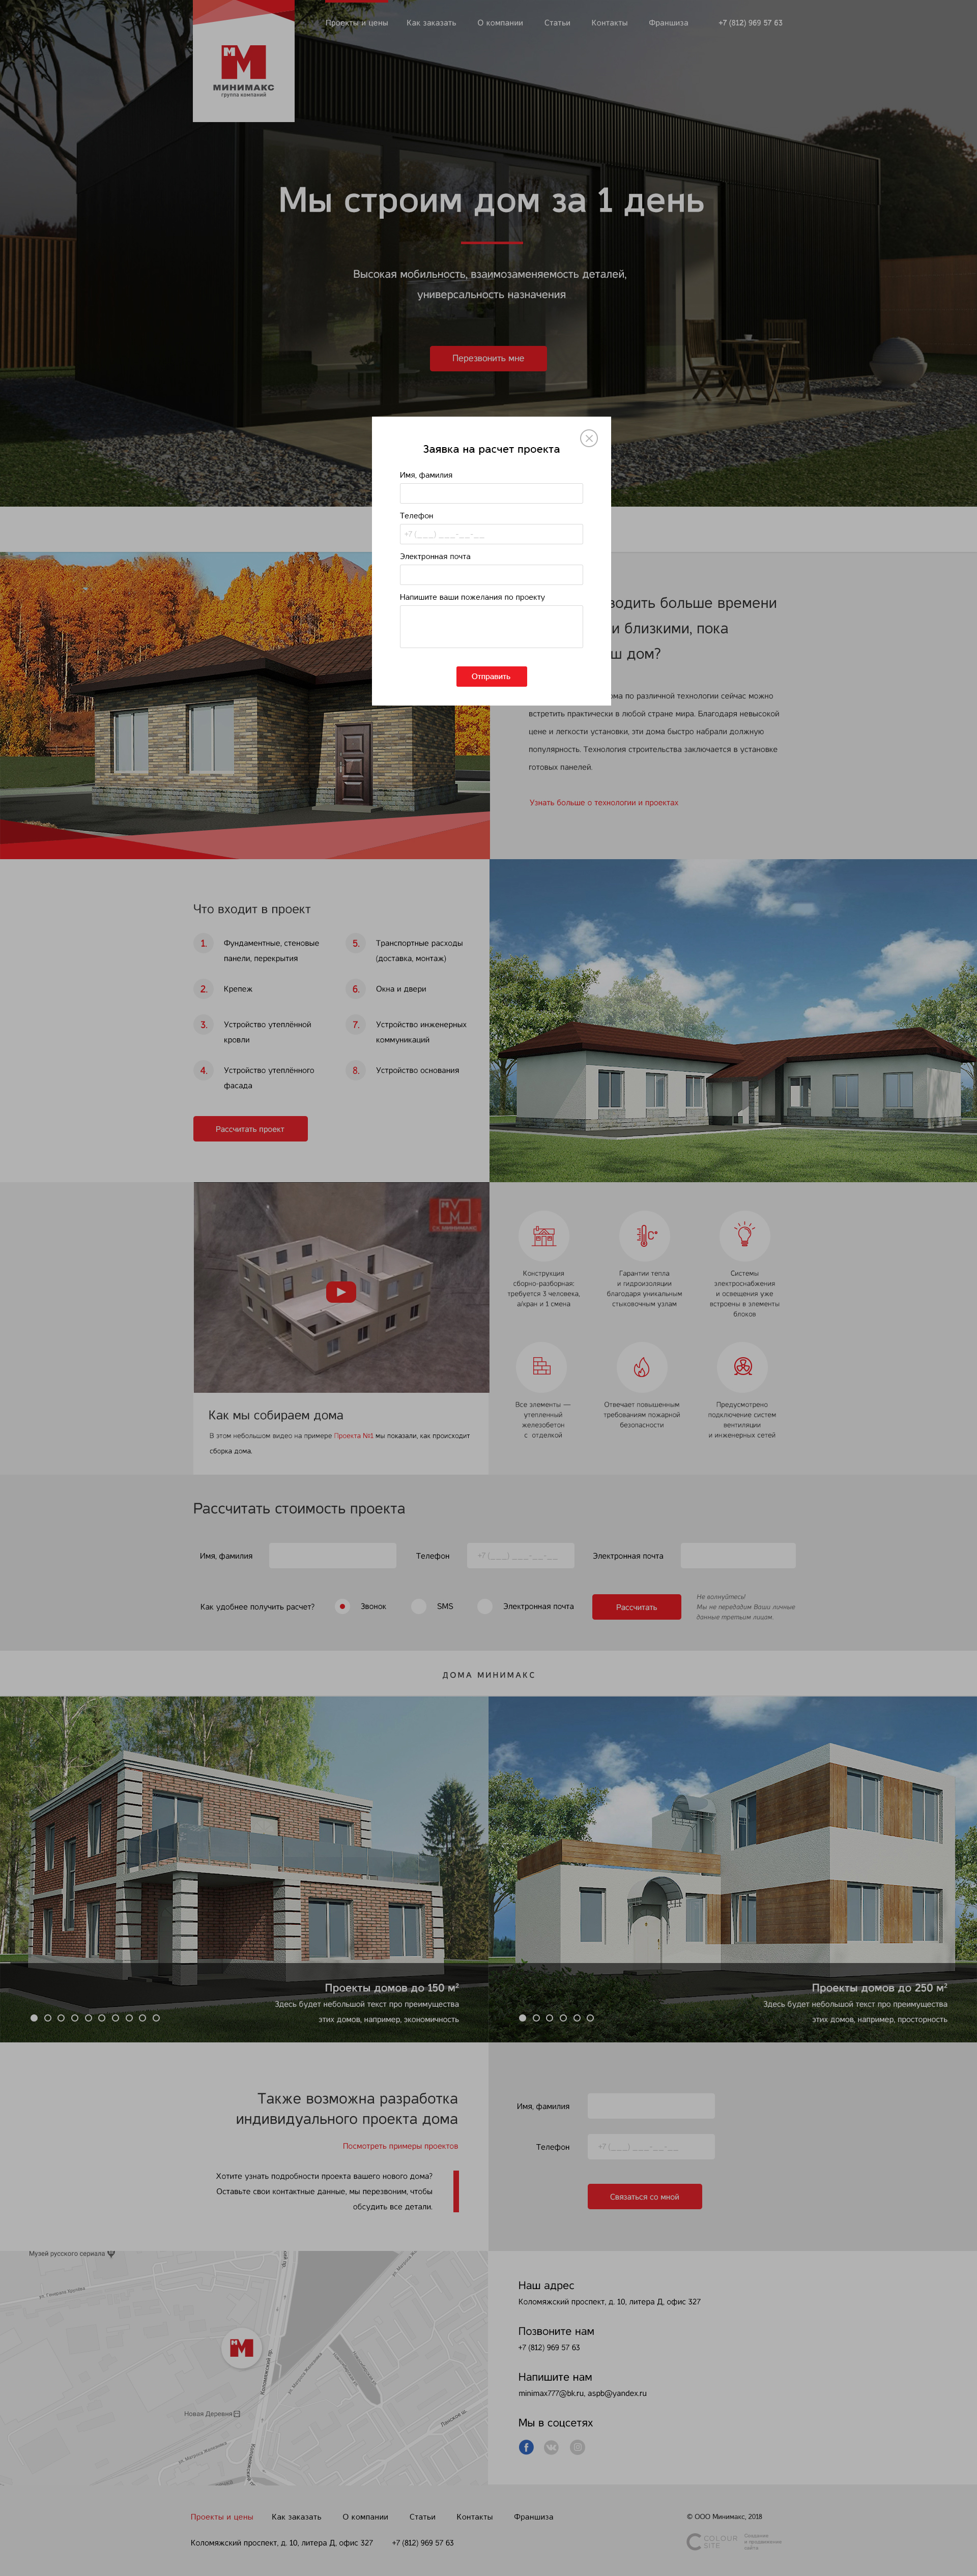 Проекты и цены Как заказать О компании Статьи Контакты Франшиза +7 (812) 969 57 63
МИНИМАКС
группа компаний
Мы строим дом за 1 день
Высокая мобильность, взаимозаменяемость деталей,
универсальность назначения
Перезвонить мне
Заявка на расчет проекта
Имя, фамилия
Телефон
+7 (___) ___-__-__
Электронная почта
Напишите ваши пожелания по проекту
Отправить
водить больше времени
и близкими, пока
ш дом?
ома по различной технологии сейчас можно
встретить практически в любой стране мира. Благодаря невысокой
цене и легкости установки, эти дома быстро набрали должную
популярность. Технология строительства заключается в установке
готовых панелей.
Узнать больше о технологии и проектах
Что входит в проект
1. Фундаментные, стеновые
панели, перекрытия
2. Крепеж
3. Устройство утеплённой
кровли
4. Устройство утеплённого
фасада
5. Транспортные расходы
(доставка, монтаж)
6. Окна и двери
7. Устройство инженерных
коммуникаций
8. Устройство основания
Рассчитать проект
СК МИНИМАКС
Как мы собираем дома
В этом небольшом видео на примере Проекта №1 мы показали, как происходит
сборка дома.
Конструкция
сборно-разборная:
требуется 3 человека,
а/кран и 1 смена
C°
Гарантии тепла
и гидроизоляции
благодаря уникальным
стыковочным узлам
Системы
электроснабжения
и освещения уже
встроены в элементы
блоков
Все элементы —
утепленный
железобетон
с отделкой
Отвечает повышенным
требованиям пожарной
безопасности
Предусмотрено
подключение систем
вентиляции
и инженерных сетей
Рассчитать стоимость проекта
Имя, фамилия
Телефон +7 (___) ___-__-__
Электронная почта
Как удобнее получить расчет? Звонок SMS Электронная почта
Рассчитать
Не волнуйтесь!
Мы не передадим Ваши личные
данные третьим лицам.
ДОМА МИНИМАКС
Проекты домов до 150 м²
Здесь будет небольшой текст про преимущества
этих домов, например, экономичность
Проекты домов до 250 м²
Здесь будет небольшой текст про преимущества
этих домов, например, просторность
Также возможна разработка
индивидуального проекта дома
Посмотреть примеры проектов
Хотите узнать подробности проекта вашего нового дома?
Оставьте свои контактные данные, мы перезвоним, чтобы
обсудить все детали.
Имя, фамилия
Телефон +7 (___) ___-__-__
Связаться со мной
Музей русского сериала
Коломяжский пр.
Новая Деревня
Наш адрес
Коломяжский проспект, д. 10, литера Д, офис 327
Позвоните нам
+7 (812) 969 57 63
Напишите нам
minimax777@bk.ru, aspb@yandex.ru
Мы в соцсетях
Проекты и цены Как заказать О компании Статьи Контакты Франшиза
Коломяжский проспект, д. 10, литера Д, офис 327 +7 (812) 969 57 63
© ООО Минимакс, 2018
COLOUR
SITE
Создание
и продвижение
сайта